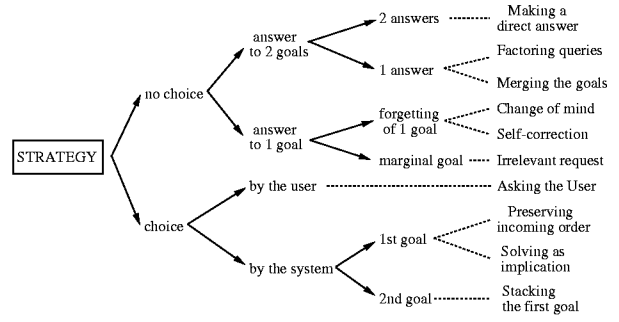 2 answers
Making a
direct answer
answer
to 2 goals
Factoring queries
1 answer
Merging the goals
no choice
forgetting
of 1 goal
Change of mind
Self-correction
answer
to 1 goal
marginal goal
Irrelevant request
STRATEGY
by the user
Asking the User
choice
Preserving
incoming order
1st goal
Solving as
implication
by the system
2nd goal
Stacking
the first goal